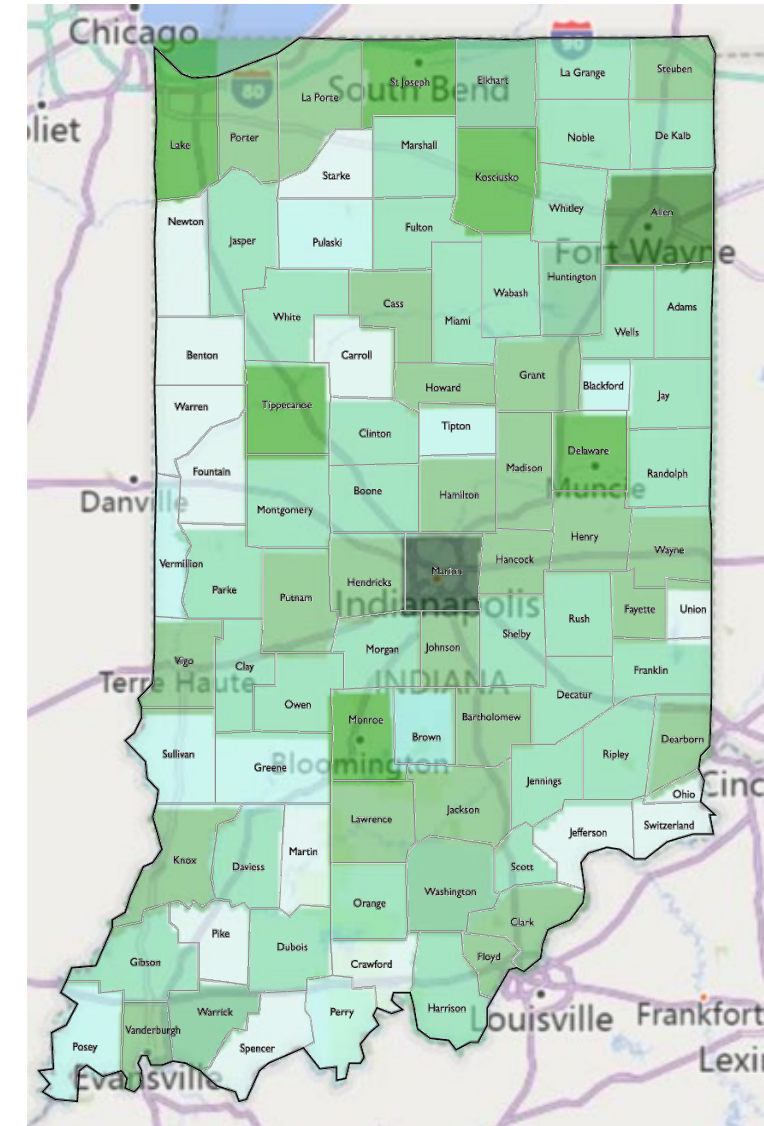 Chicago
90
La Grange
Steuben
St Joseph
Elkhart
80
South Bend
La Porte
liet
Lake
Porter
Marshall
Noble
De Kalb
Starke
Kosciusko
Newton
Whitley
Allen
Jasper
Pulaski
Fulton
Fort Wayne
Huntington
Wabash
White
Cass
Miami
Adams
Wells
Benton
Carroll
Grant
Howard
Blackford
Jay
Warren
Tippecanoe
Tipton
Clinton
Delaware
Fountain
Madison
Randolph
Boone
Hamilton
Muncie
Danville
Montgomery
Henry
Wayne
Vermillion
Hancock
Marion
Parke
Hendricks
Putnam
Indianapolis
Fayette
Union
Rush
Shelby
Morgan
Johnson
Vigo
Clay
Franklin
Terre Haute
INDIANA
Decatur
Owen
Monroe
Bartholomew
Brown
Dearborn
Sullivan
Greene
Bloomington
Ripley
Jennings
Cinc
Ohio
Lawrence
Jackson
Switzerland
Jefferson
Martin
Knox
Daviess
Scott
Washington
Orange
Clark
Pike
Dubois
Floyd
Gibson
Crawford
Harrison
Warrick
Perry
Louisville
Frankfort
Vanderburgh
Posey
Spencer
Lexi
Evansville